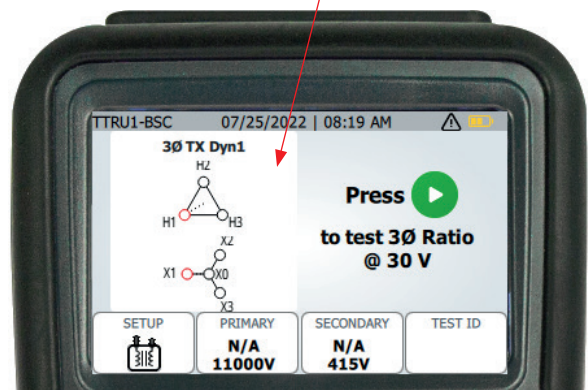 TTRU1-BSC 07/25/2022 | 08:19 AM
3Ø TX Dyn1
H2
H1 H3
X2
X1 X0
X3
Press
to test 3Ø Ratio
@ 30 V
SETUP PRIMARY SECONDARY TEST ID
N/A N/A
11000V 415V